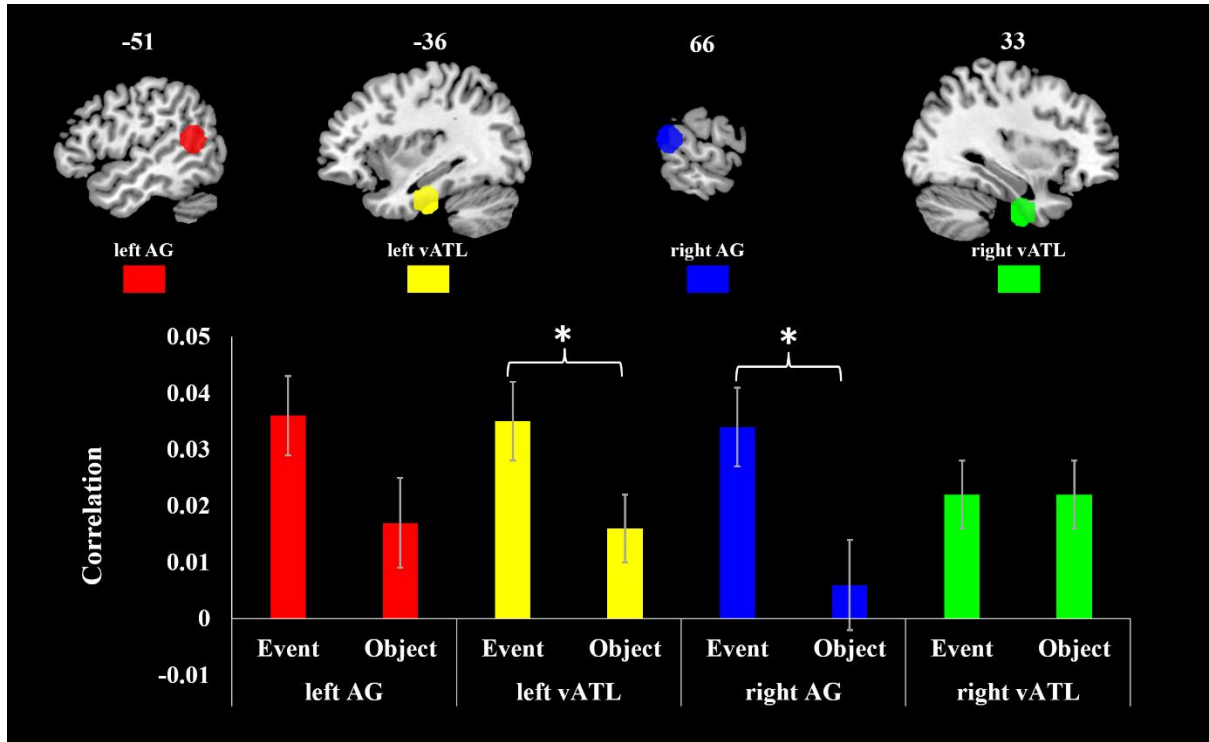 -51 -36 66 33
left AG left vATL right AG right vATL
* *
0.05
0.04
0.03
0.02
0.01
0
-0.01
Correlation
Event Object Event Object Event Object Event Object
left AG left vATL right AG right vATL